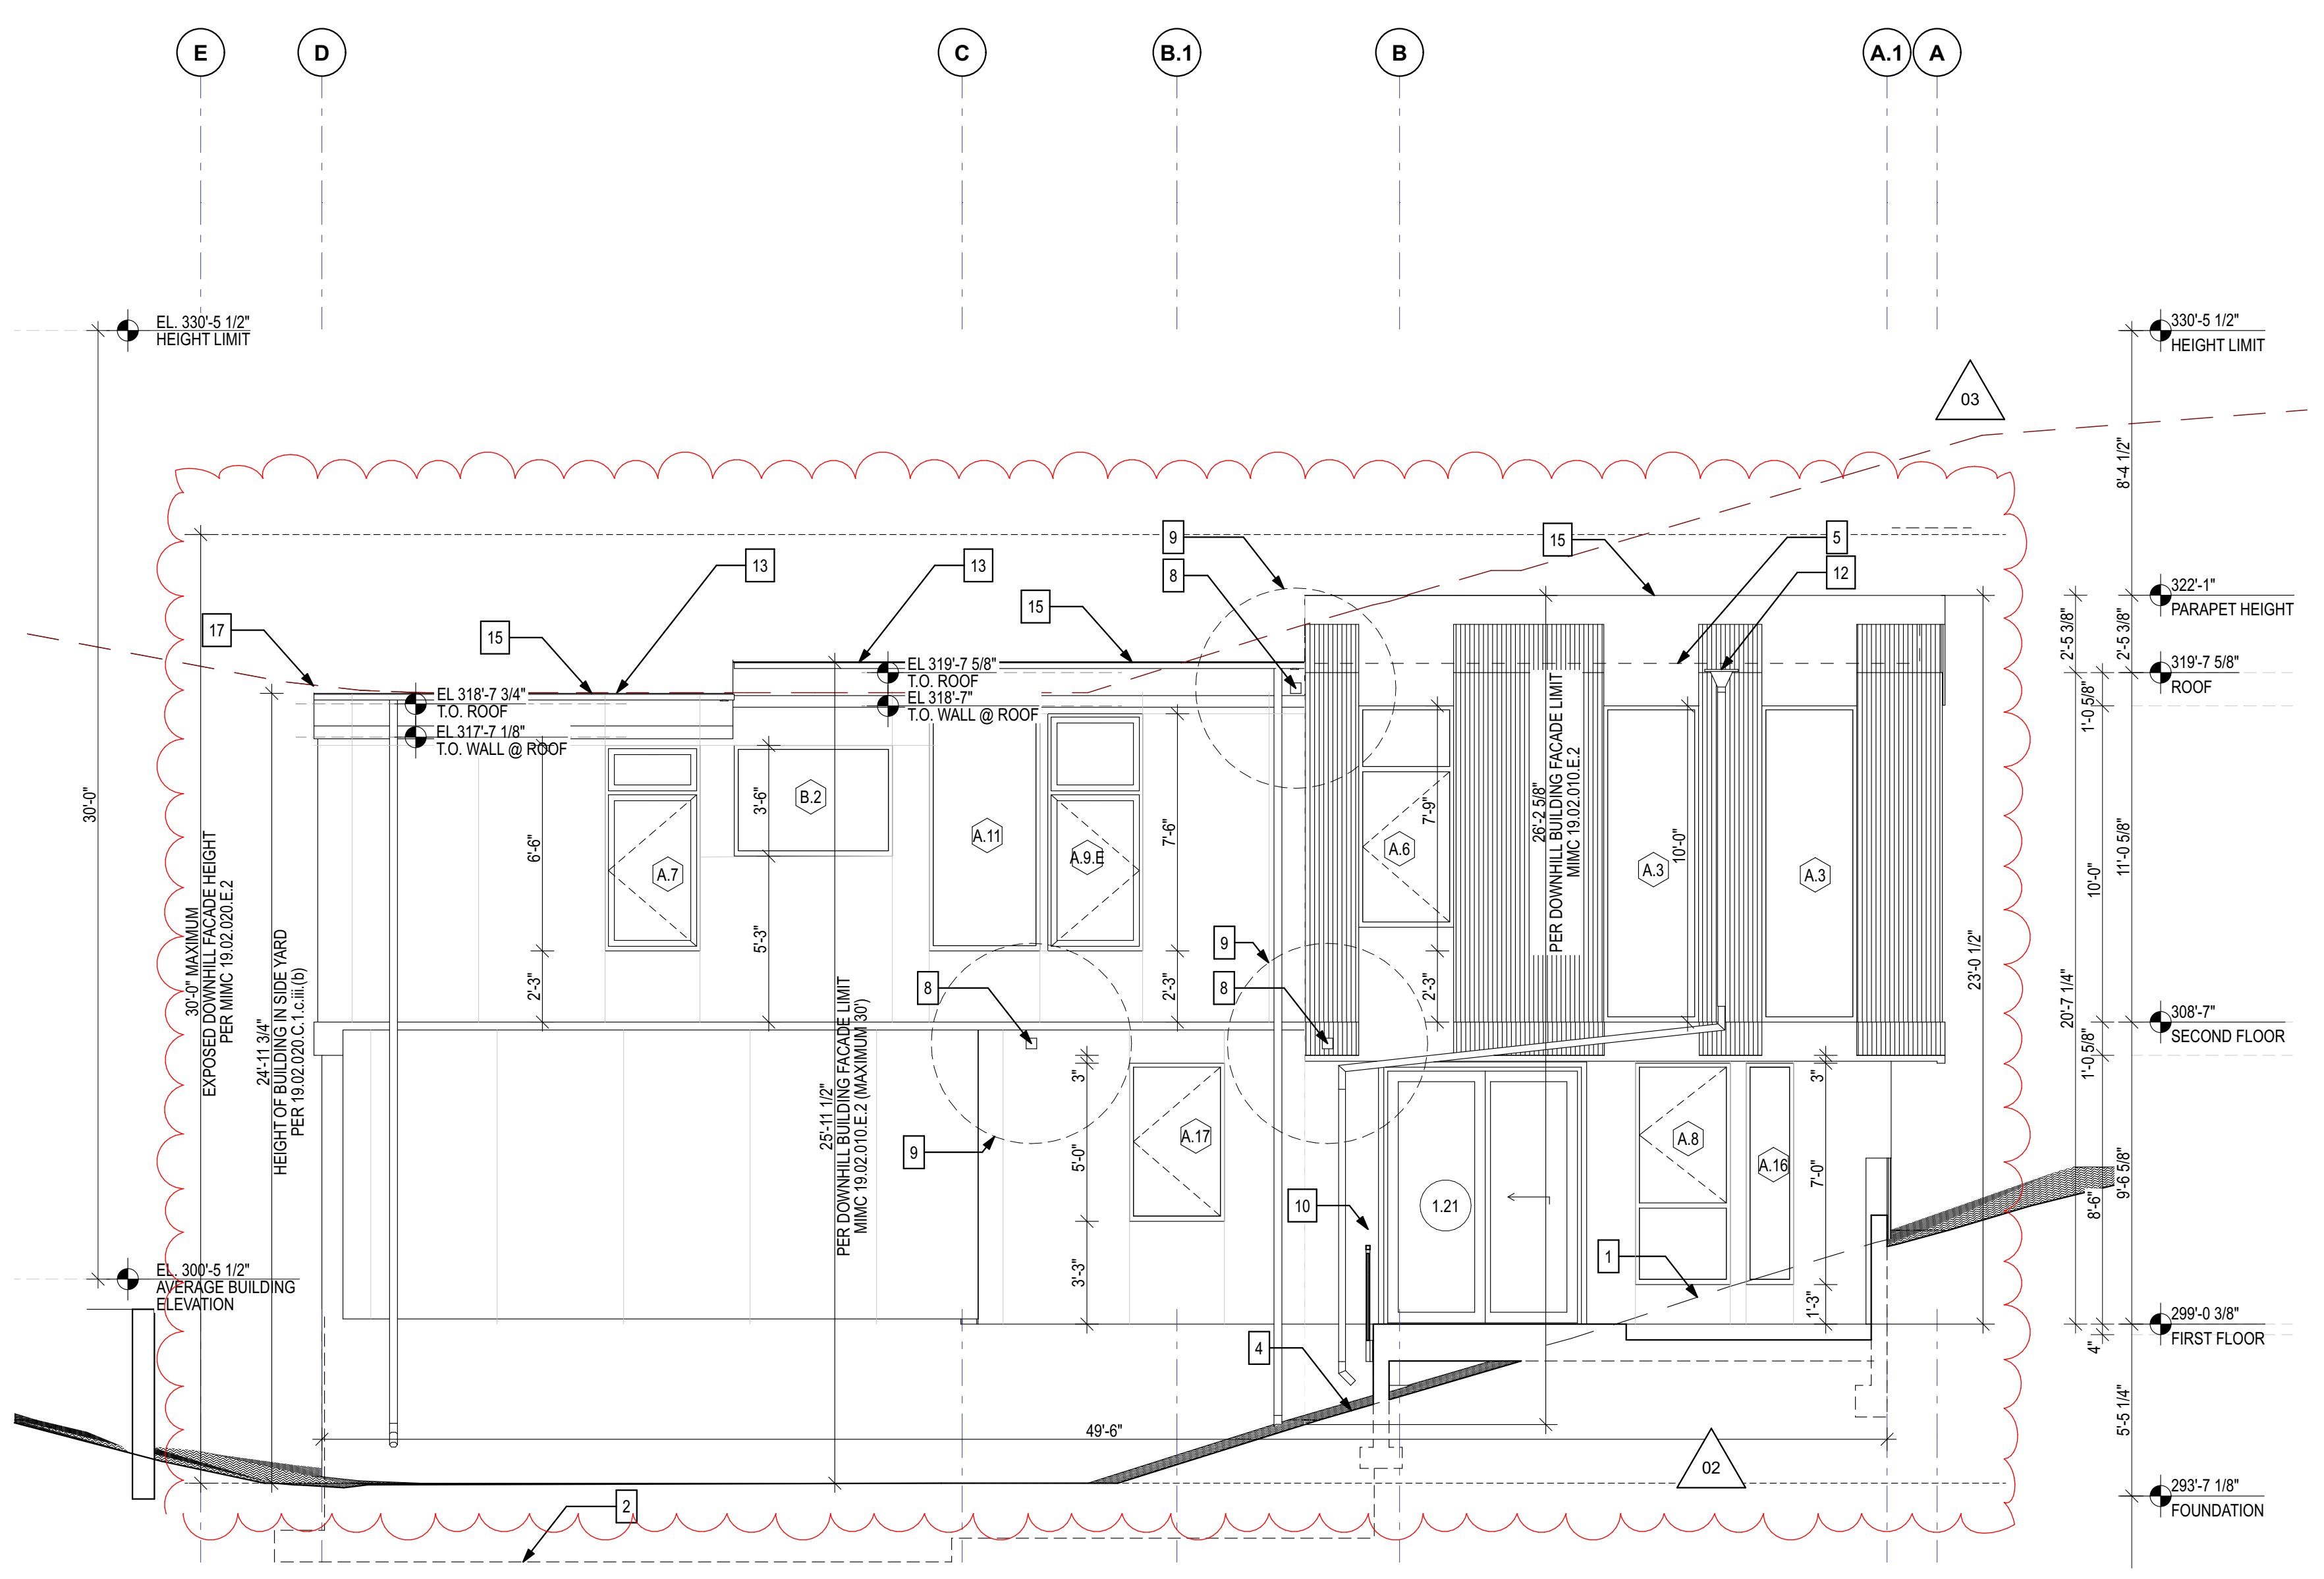 E
D
C
B.1
B
A.1
A
EL. 330'-5 1/2"
HEIGHT LIMIT
330'-5 1/2"
HEIGHT LIMIT
03
8'-4 1/2"
9
15
5
13
13
8
12
15
17
15
322'-1"
PARAPET HEIGHT
2'-5 3/8"
2'-5 3/8"
EL 319'-7 5/8"
T.O. ROOF
319'-7 5/8"
ROOF
EL 318'-7 3/4"
T.O. ROOF
EL 318'-7"
T.O. WALL @ ROOF
EL 317'-7 1/8"
T.O. WALL @ ROOF
1'-0 5/8"
30'-0"
6'-6"
A.7
3'-6"
B.2
A.11
A.9.E
7'-6"
A.6
7'-9"
26'-2 5/8"
PER DOWNHILL BUILDING FACADE LIMIT
MIMC 19.02.010.E.2
A.3
10'-0"
A.3
10'-0"
11'-0 5/8"
30'-0" MAXIMUM
EXPOSED DOWNHILL FACADE HEIGHT
PER MIMC 19.02.020.E.2
24'-11 3/4"
HEIGHT OF BUILDING IN SIDE YARD
PER 19.02.020.C.1.c.iii.(b)
5'-3"
2'-3"
2'-3"
2'-3"
9
8
8
23'-0 1/2"
20'-7 1/4"
308'-7"
SECOND FLOOR
25'-11 1/2"
PER DOWNHILL BUILDING FACADE LIMIT
MIMC 19.02.010.E.2 (MAXIMUM 30')
1'-0 5/8"
3"
3"
9
5'-0"
A.17
A.8
A.16
7'-0"
9'-6 5/8"
8'-6"
10
1.21
1
3'-3"
1'-3"
EL. 300'-5 1/2"
AVERAGE BUILDING
ELEVATION
299'-0 3/8"
FIRST FLOOR
4
4"
5'-5 1/4"
49'-6"
02
2
293'-7 1/8"
FOUNDATION